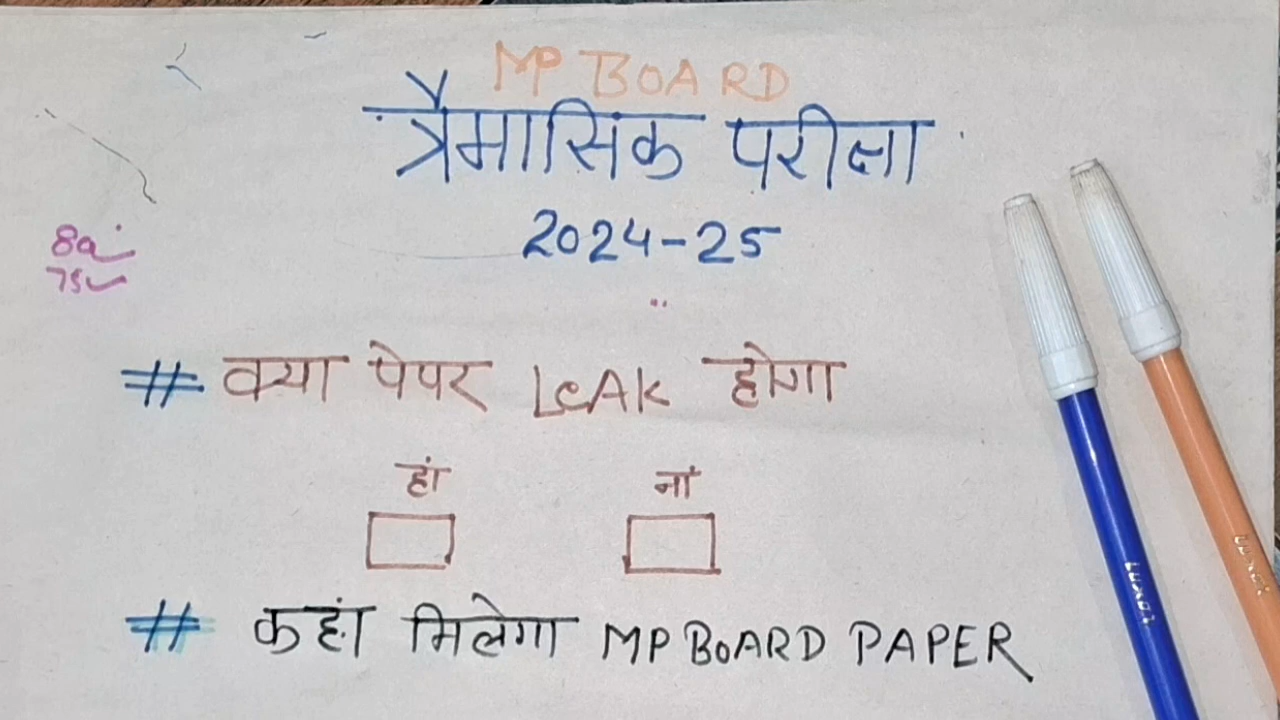 MP BOARD
त्रैमासिक परीक्षा
2024-25
# क्या पेपर LeAK होगा
हां नां
# कहां मिलेगा MP BOARD PAPER